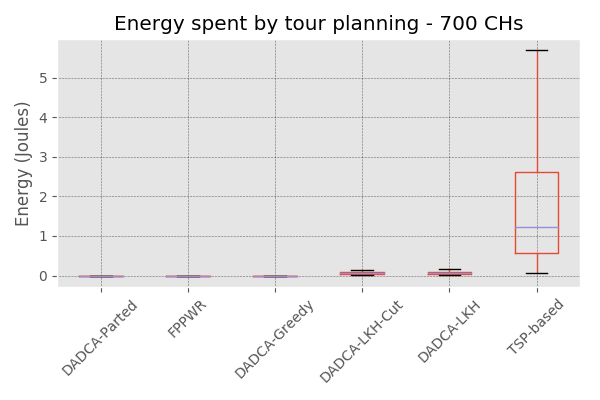 Energy spent by tour planning - 700 CHs
Energy (Joules)
5
4
3
2
1
0
DADCA-Parted
FPPWR
DADCA-Greedy
DADCA-LKH-Cut
DADCA-LKH
TSP-based